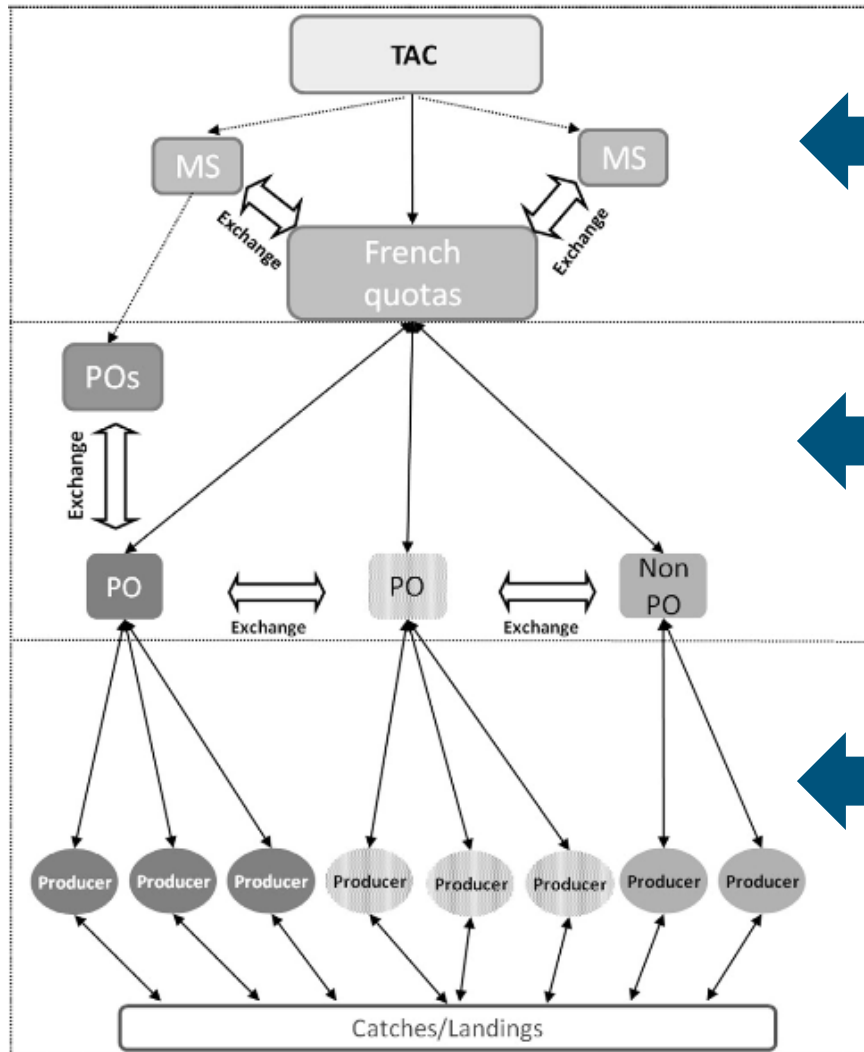 TAC
MS
MS
Exchange
Exchange
French
quotas
POs
Exchange
PO
PO
Non
PO
Exchange
Exchange
Producer
Producer
Producer
Producer
Producer
Producer
Producer
Producer
Catches/Landings